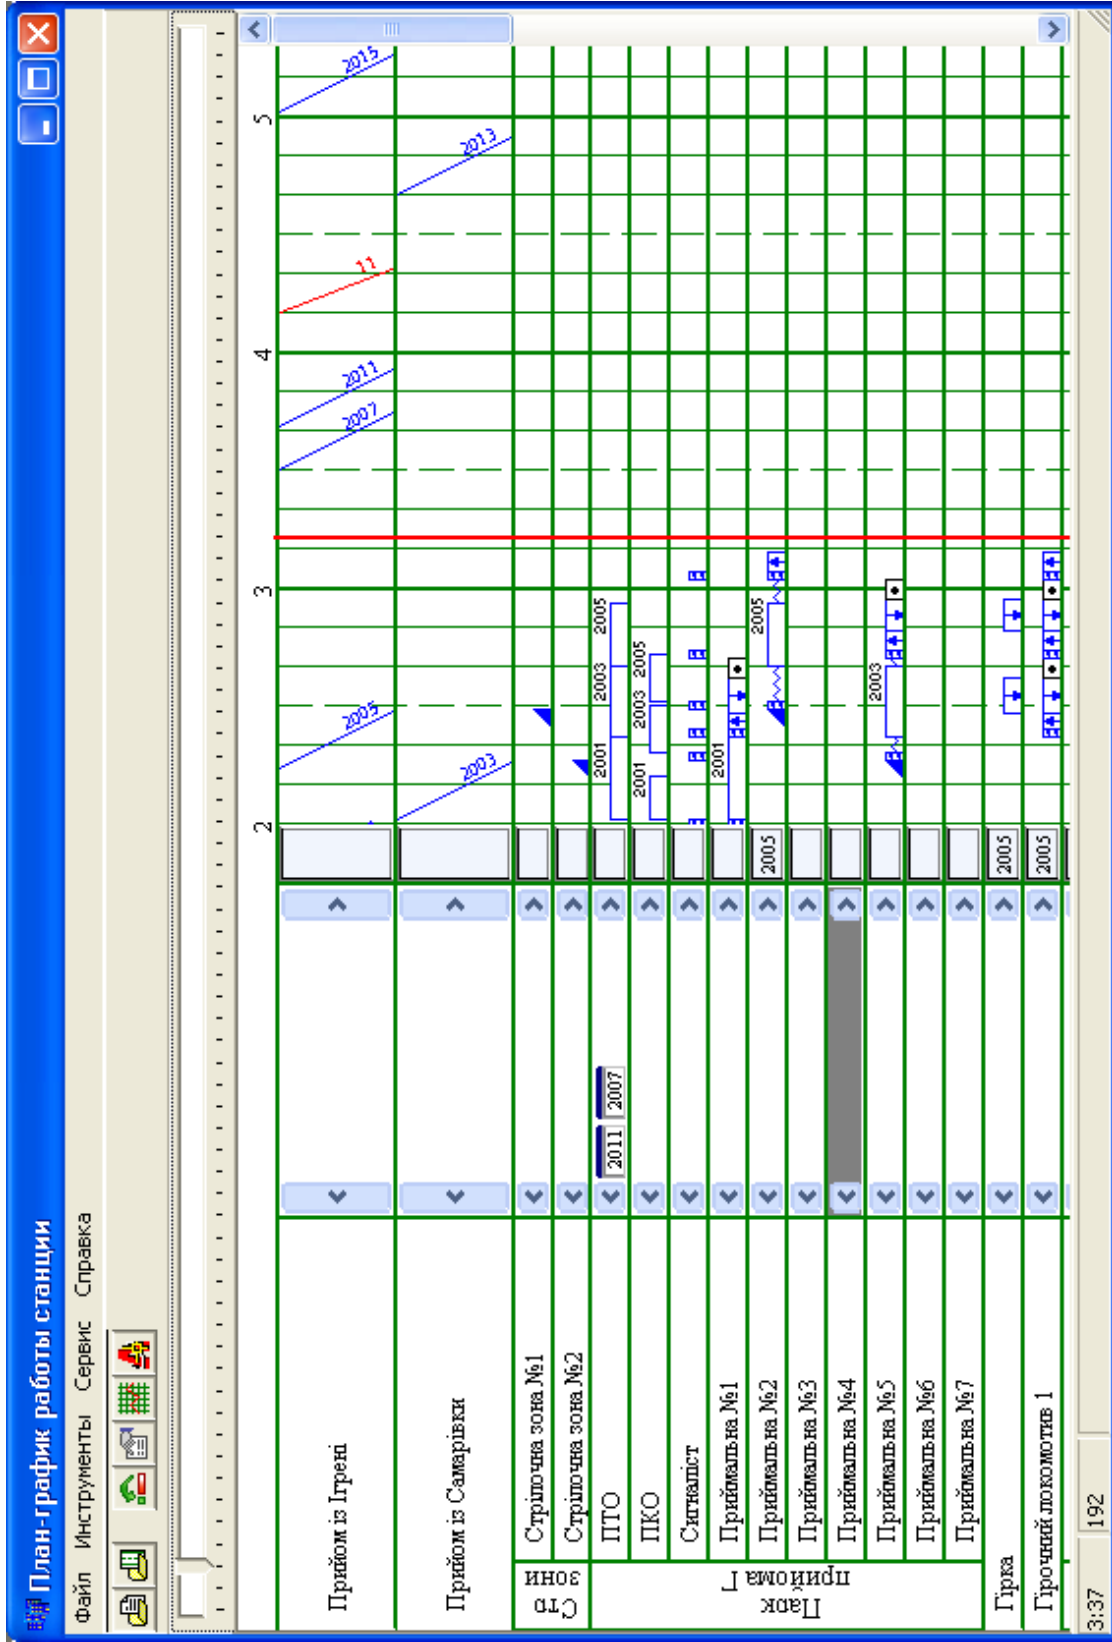 План-график работы станции
Файл Инструменты Сервис Справка
2 3 4 5
Прийом із Ігрені
2005 2007 2011 11 2015
Прийом із Самарівки
2003 2013
Стр зони
Стрілочна зона №1
Стрілочна зона №2
Парк прийома Г
ПТО
2011 2007
2001 2003 2005
ПКО
2001 2003 2005
Сигналіст
Приймальна №1
2001
Приймальна №2
2005
2005
Приймальна №3
Приймальна №4
Приймальна №5
2003
Приймальна №6
Приймальна №7
Гірка
2005
Гірочний локомотив 1
2005
3:37 192